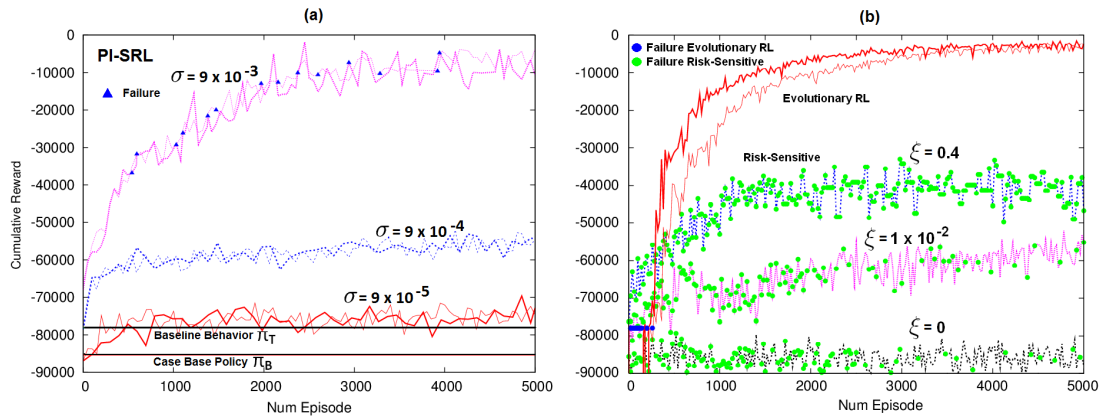 (a)
PI-SRL
σ = 9 x 10 -3
Failure
σ = 9 x 10 -4
σ = 9 x 10 -5
Baseline Behavior πT
Case Base Policy πB
0
-10000
-20000
-30000
-40000
-50000
-60000
-70000
-80000
-90000
Cumulative Reward
0 1000 2000 3000 4000 5000
Num Episode
(b)
Failure Evolutionary RL
Failure Risk-Sensitive
Evolutionary RL
Risk-Sensitive
ξ = 0.4
ξ = 1 x 10 -2
ξ = 0
0
-10000
-20000
-30000
-40000
-50000
-60000
-70000
-80000
-90000
0 1000 2000 3000 4000 5000
Num Episode